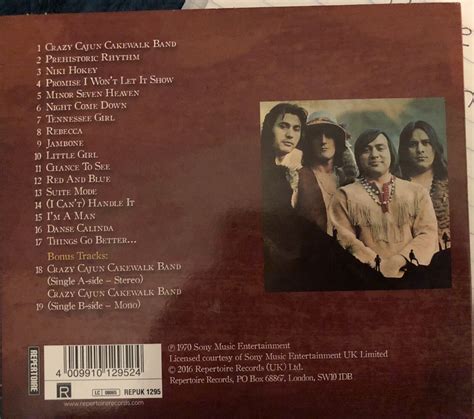 1 Crazy Cajun Cakewalk Band
2 Prehistoric Rhythm
3 Niki Hokey
4 Promise I Won't Let It Show
5 Minor Seven Heaven
6 Night Come Down
7 Tennessee Girl
8 Rebecca
9 Jambone
10 Little Girl
11 Chance To See
12 Red And Blue
13 Suite Mode
14 (I Can't) Handle It
15 I'm A Man
16 Danse Calinda
17 Things Go Better...
Bonus Tracks:
18 Crazy Cajun Cakewalk Band
(Single A-side – Stereo)
Crazy Cajun Cakewalk Band
19 (Single B-side – Mono)
℗ 1970 Sony Music Entertainment
Licensed courtesy of Sony Music Entertainment UK Limited
© 2016 Repertoire Records (UK) Ltd.
Repertoire Records, PO Box 6886?, London, SW10 IDB
REPERTOIRE
4 009910 129524
R
LC
REPUK 1295
www.repertoirerecords.com